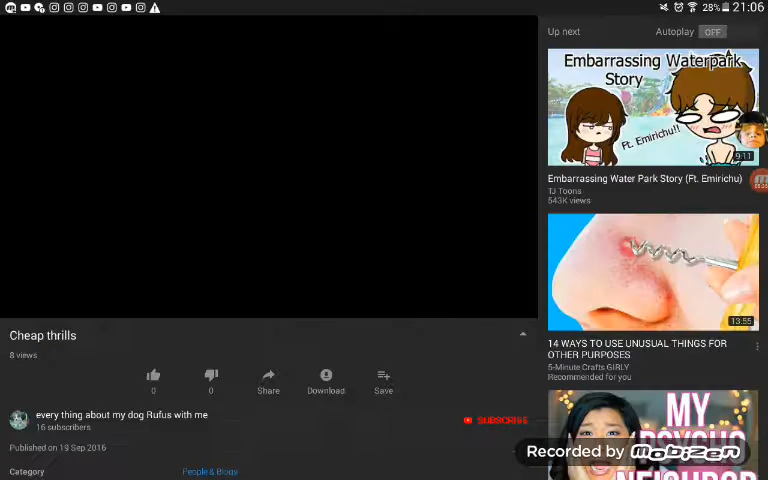 28% 21:06
Up next
Autoplay OFF
Embarrassing Waterpark
Story
Ft. Emirichu!!
9:11
Embarrassing Water Park Story (Ft. Emirichu)
TJ Toons
543K views
13:55
14 WAYS TO USE UNUSUAL THINGS FOR
OTHER PURPOSES
5-Minute Crafts GIRLY
Recommended for you
MY
PSYCHO
NEIGHBOR
Cheap thrills
8 views
0
0
Share
Download
Save
every thing about my dog Rufus with me
16 subscribers
SUBSCRIBE
Published on 19 Sep 2016
Category
People & Blogs
Recorded by Mobizen